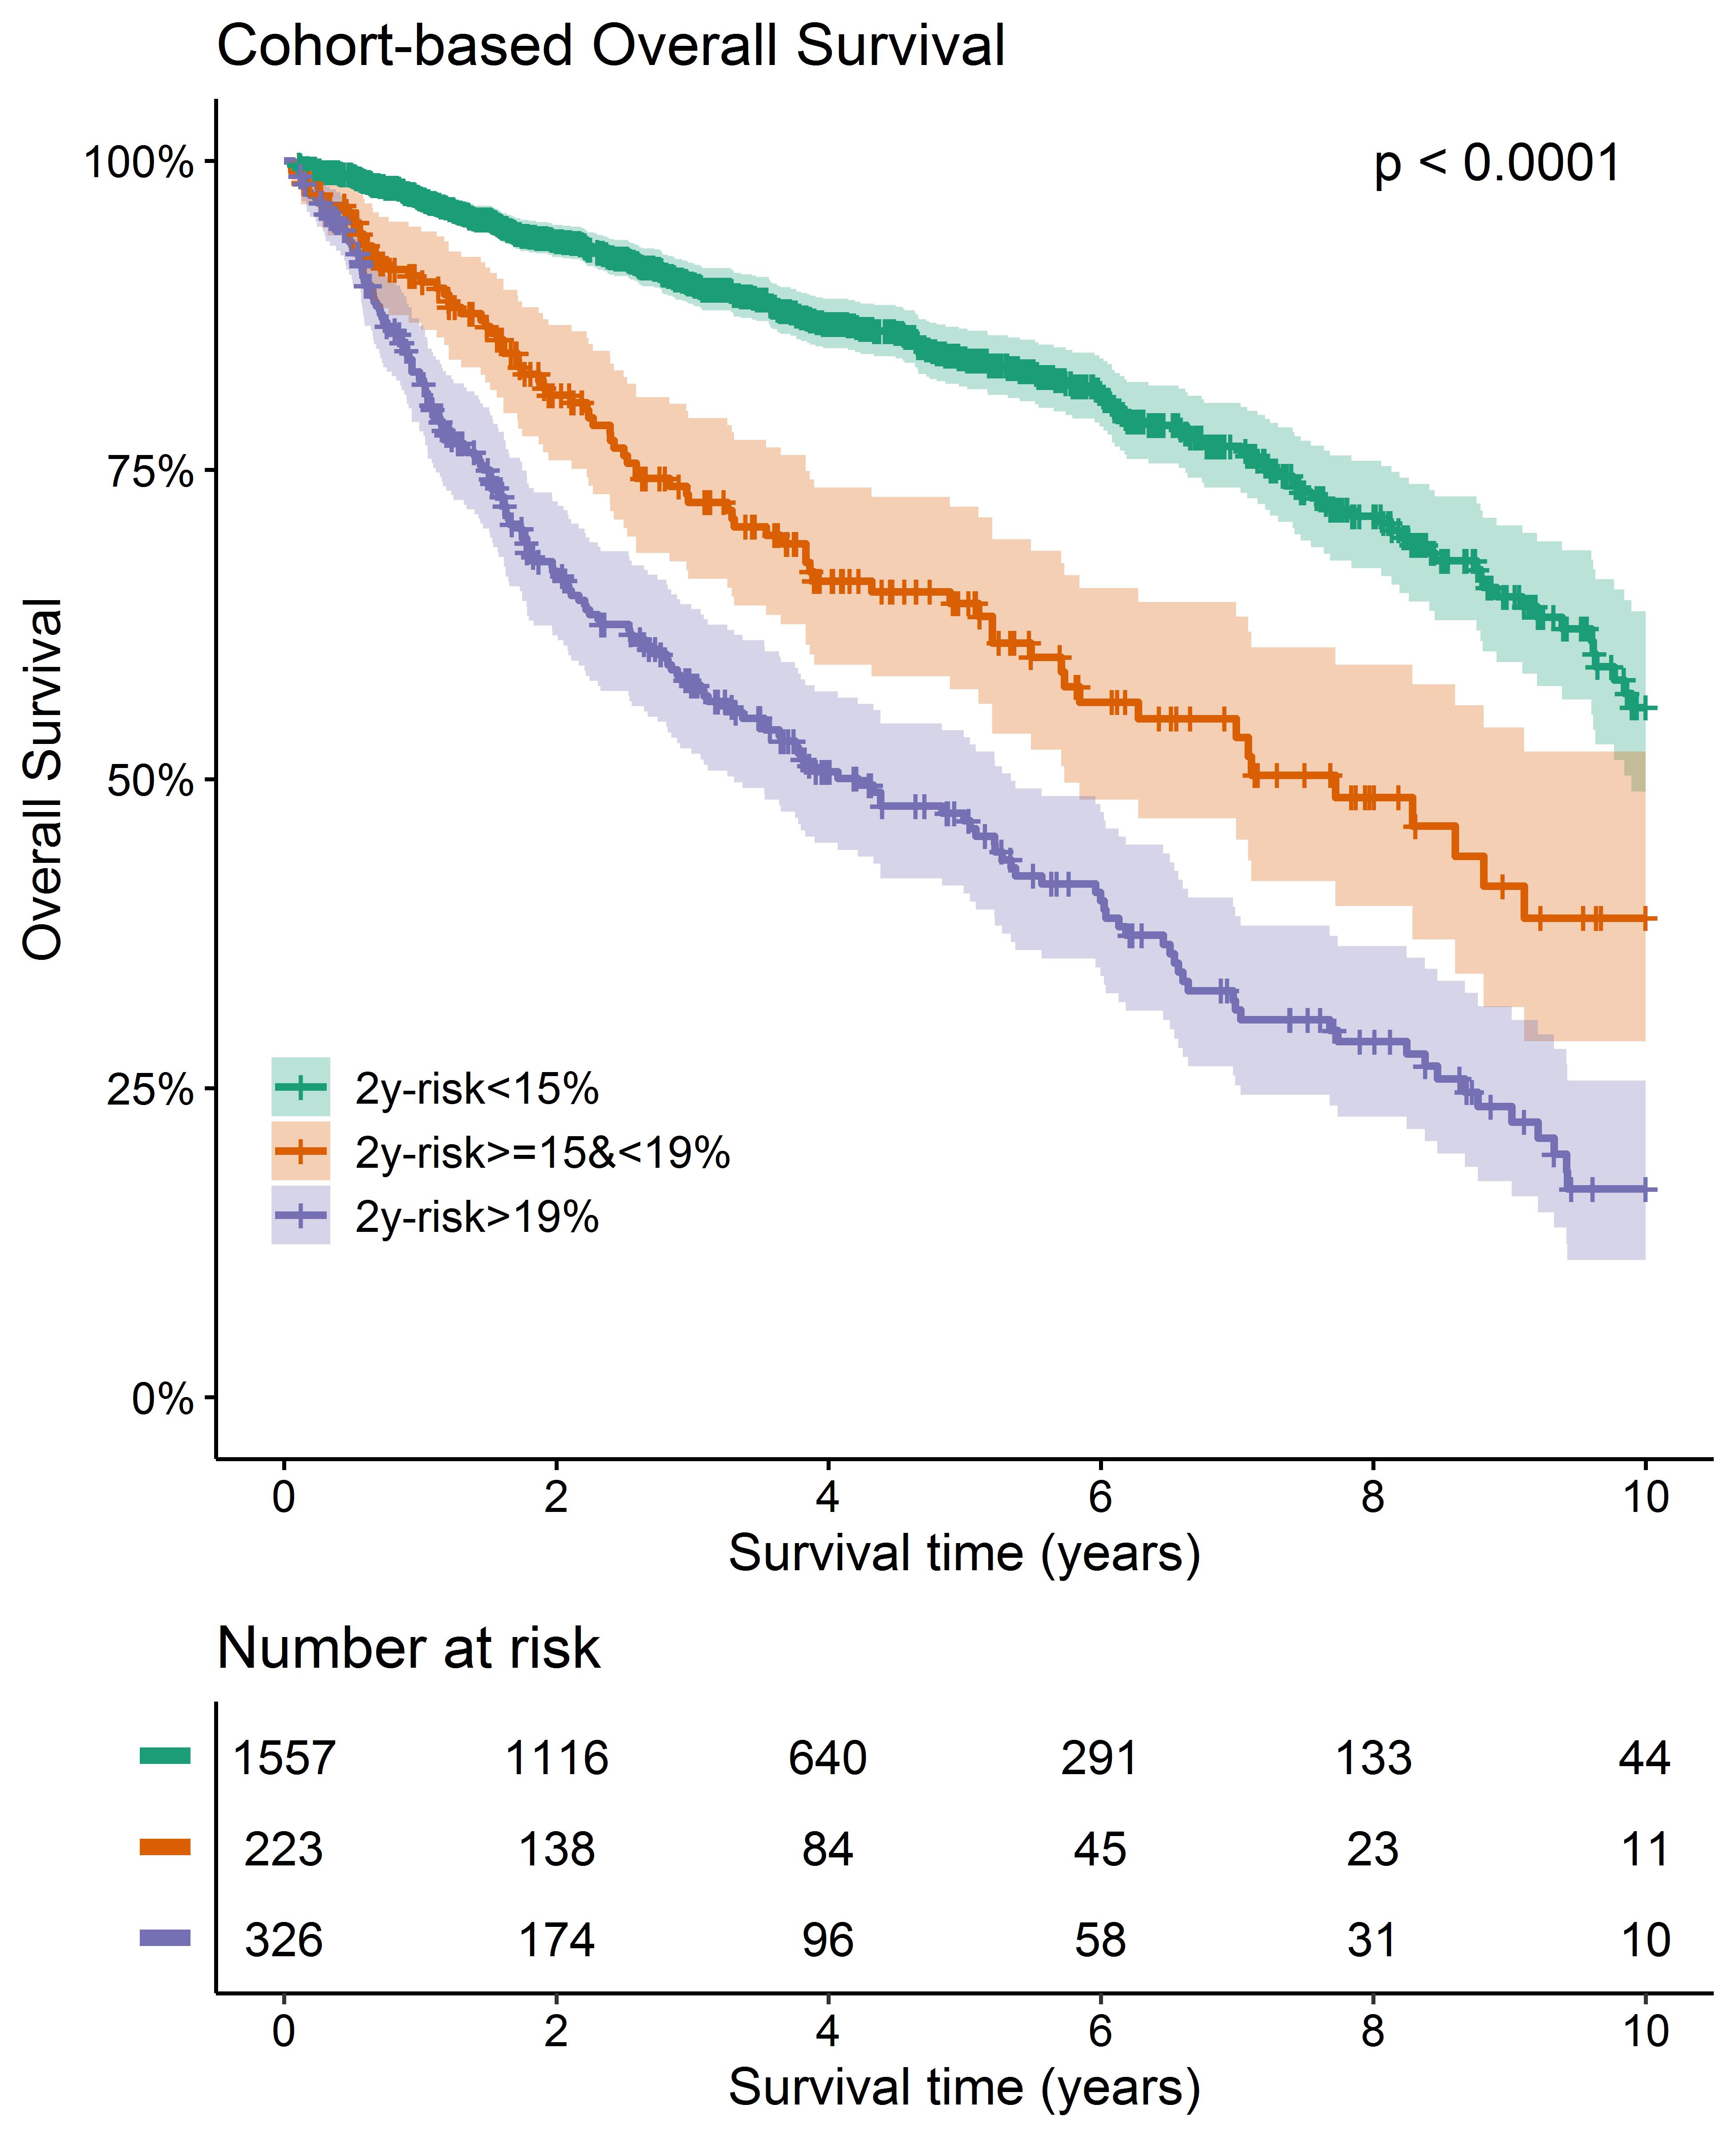 Cohort-based Overall Survival
p < 0.0001
100%
75%
50%
25%
0%
Overall Survival
2y-risk<15%
2y-risk>=15&<19%
2y-risk>19%
0 2 4 6 8 10
Survival time (years)
Number at risk
1557 1116 640 291 133 44
223 138 84 45 23 11
326 174 96 58 31 10
0 2 4 6 8 10
Survival time (years)